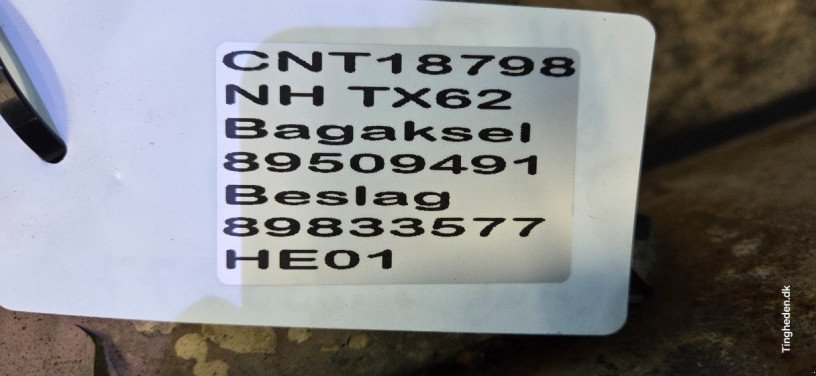 CNT18798
NH TX62
Bagaksel
89509491
Beslag
89833577
HE01
Tingheden.dk